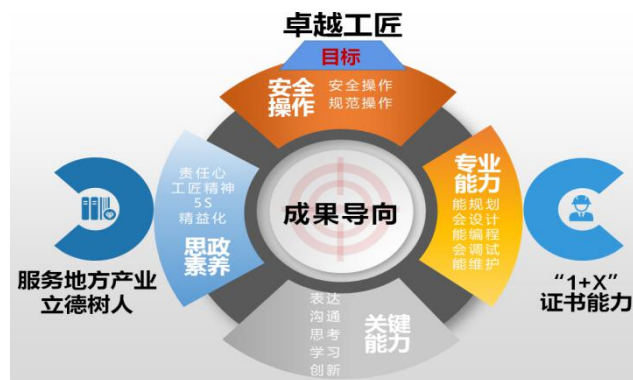 卓越工匠
目标
安全
操作
安全操作
规范操作
责任心
工匠精神
5S
精益化
思政
素养
专业
能力
能规划
会设计
能编程
会调试
能维护
成果导向
服务地方产业
立德树人
“1+X”
证书能力
表达
沟通
思考
学习
创新
关键
能力